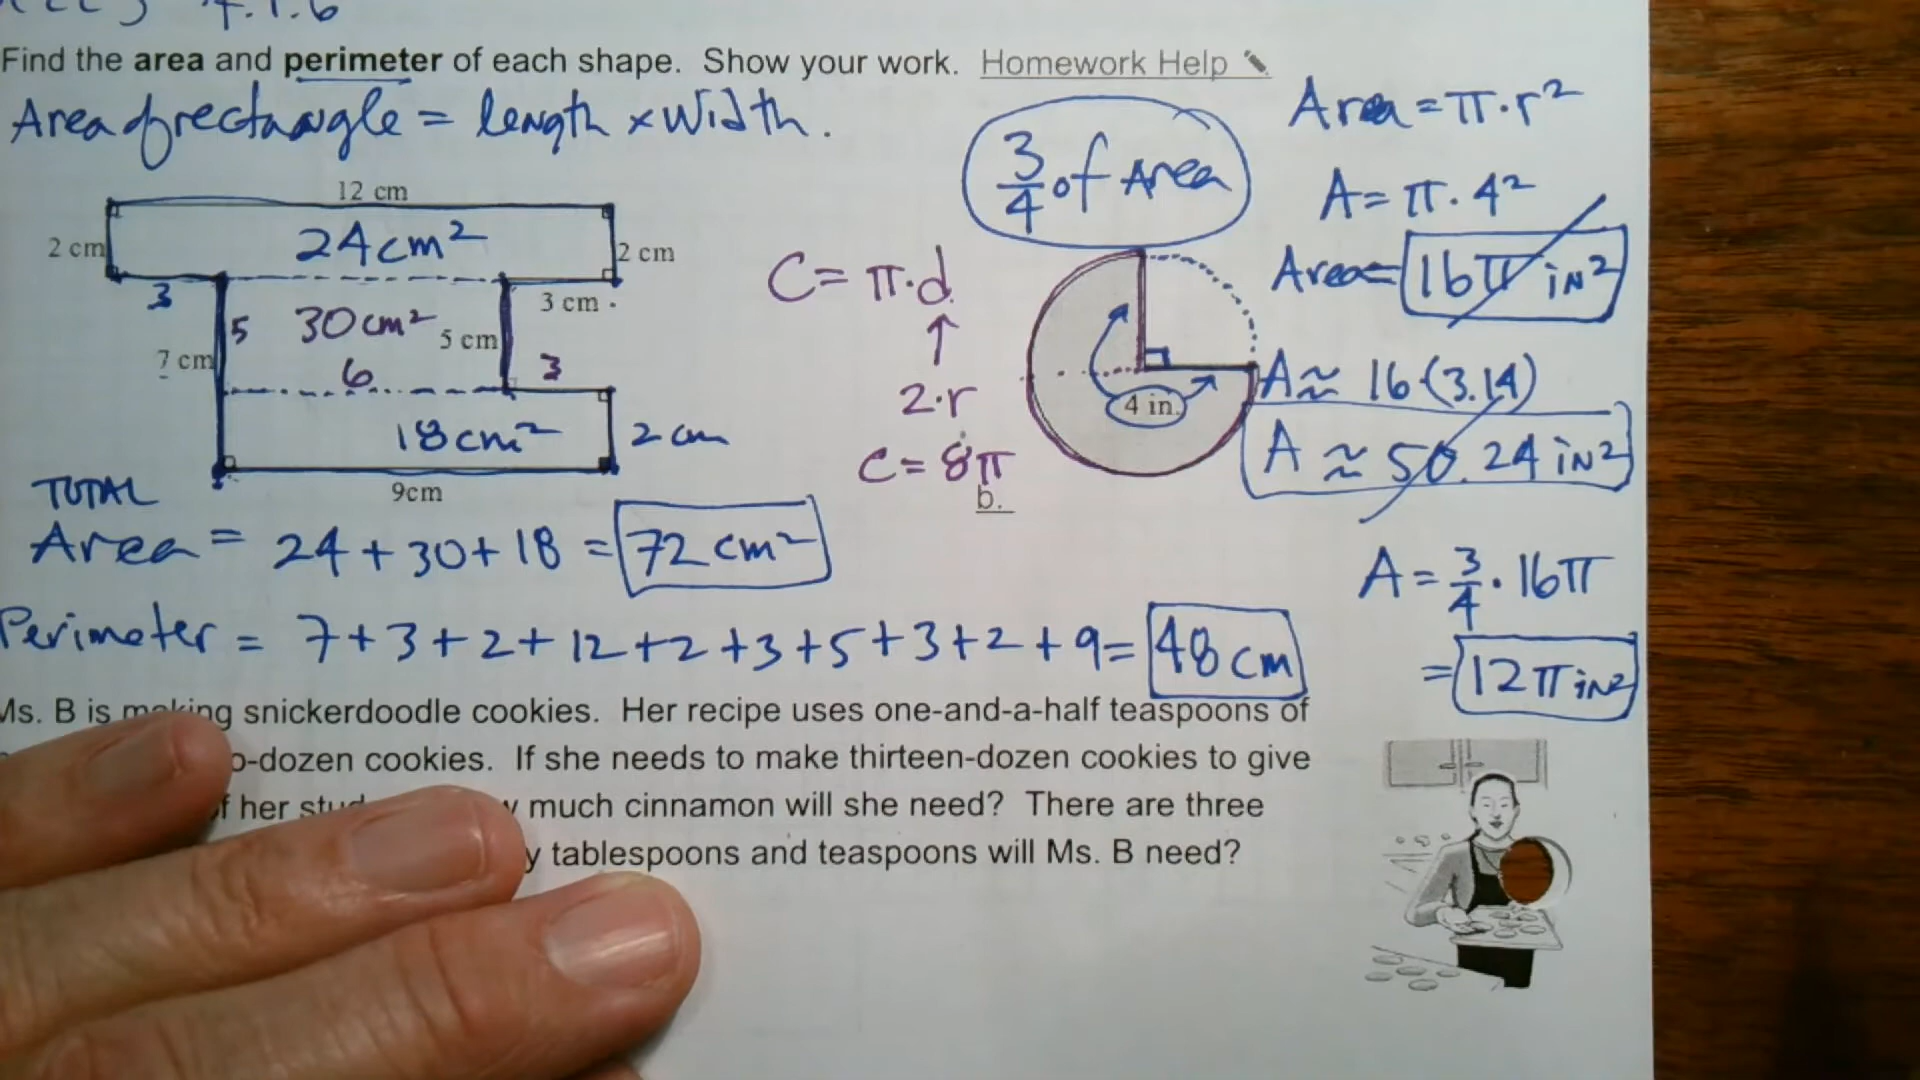 4.1.6
Find the area and perimeter of each shape. Show your work. Homework Help ✎
Area of rectangle = length × width.
12 cm
2 cm
24 cm²
2 cm
3
3 cm
5
30 cm²
5 cm
7 cm
6
3
18 cm²
2 cm
9cm
TOTAL
Area = 24 + 30 + 18 = 72 cm²
Perimeter = 7 + 3 + 2 + 12 + 2 + 3 + 5 + 3 + 2 + 9 = 48 cm
3/4 of Area
C = π · d
2 · r
C = 8π
b.
4 in.
Area = π · r²
A = π · 4²
Area = 16π in²
A ≈ 16 (3.14)
A ≈ 50.24 in²
A = 3/4 · 16π
= 12π in²
Ms. B is making snickerdoodle cookies. Her recipe uses one-and-a-half teaspoons of
-dozen cookies. If she needs to make thirteen-dozen cookies to give
her much cinnamon will she need? There are three
tablespoons and teaspoons will Ms. B need?